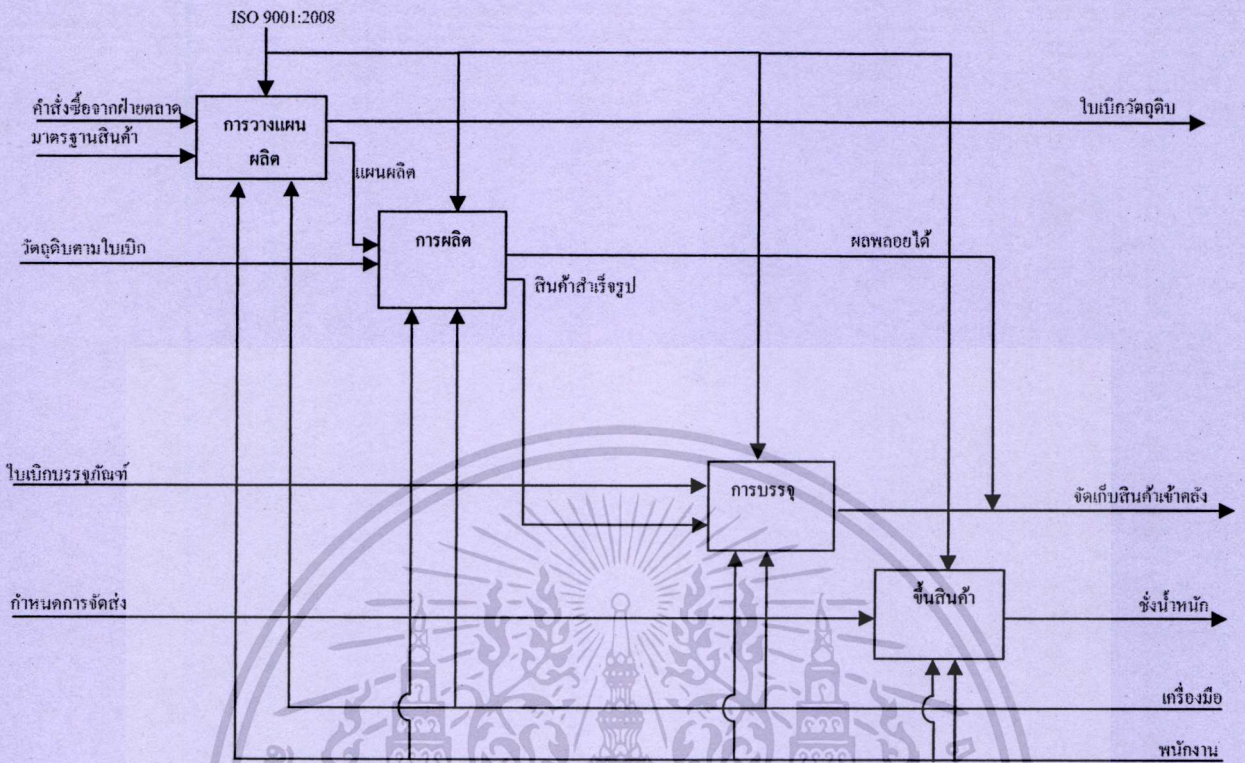 ISO 9001:2008
คำสั่งซื้อจากฝ่ายตลาด
มาตรฐานสินค้า
การวางแผน
ผลิต
ใบเบิกวัตถุดิบ
แผนผลิต
วัตถุดิบตามใบเบิก
การผลิต
ผลพลอยได้
สินค้าสำเร็จรูป
ใบเบิกบรรจุภัณฑ์
การบรรจุ
จัดเก็บสินค้าเข้าคลัง
กำหนดการจัดส่ง
ขึ้นสินค้า
ชั่งน้ำหนัก
เครื่องมือ
พนักงาน